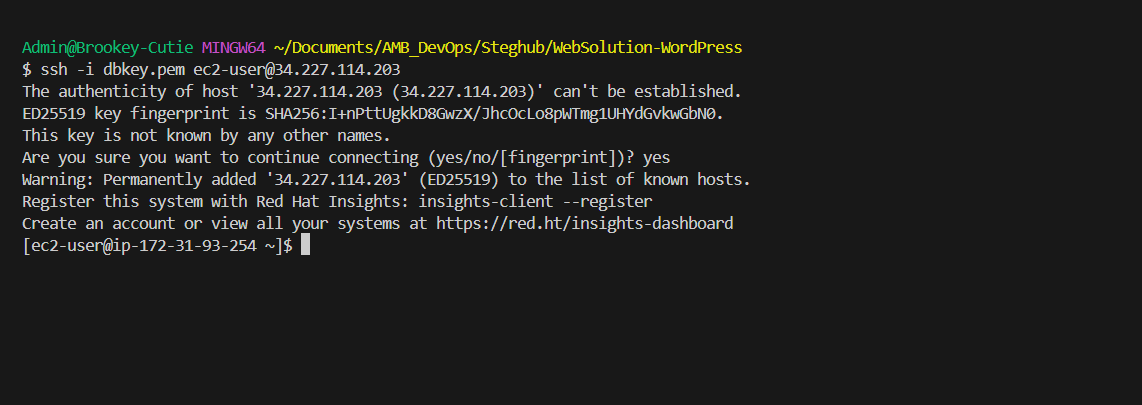 Admin@Brookey-Cutie MINGW64 ~/Documents/AMB_DevOps/Steghub/WebSolution-WordPress
$ ssh -i dbkey.pem ec2-user@34.227.114.203
The authenticity of host '34.227.114.203 (34.227.114.203)' can't be established.
ED25519 key fingerprint is SHA256:I+nPttUgkkD8GwzX/JhcOcLo8pWTmg1UHYdGvkwGbN0.
This key is not known by any other names.
Are you sure you want to continue connecting (yes/no/[fingerprint])? yes
Warning: Permanently added '34.227.114.203' (ED25519) to the list of known hosts.
Register this system with Red Hat Insights: insights-client --register
Create an account or view all your systems at https://red.ht/insights-dashboard
[ec2-user@ip-172-31-93-254 ~]$